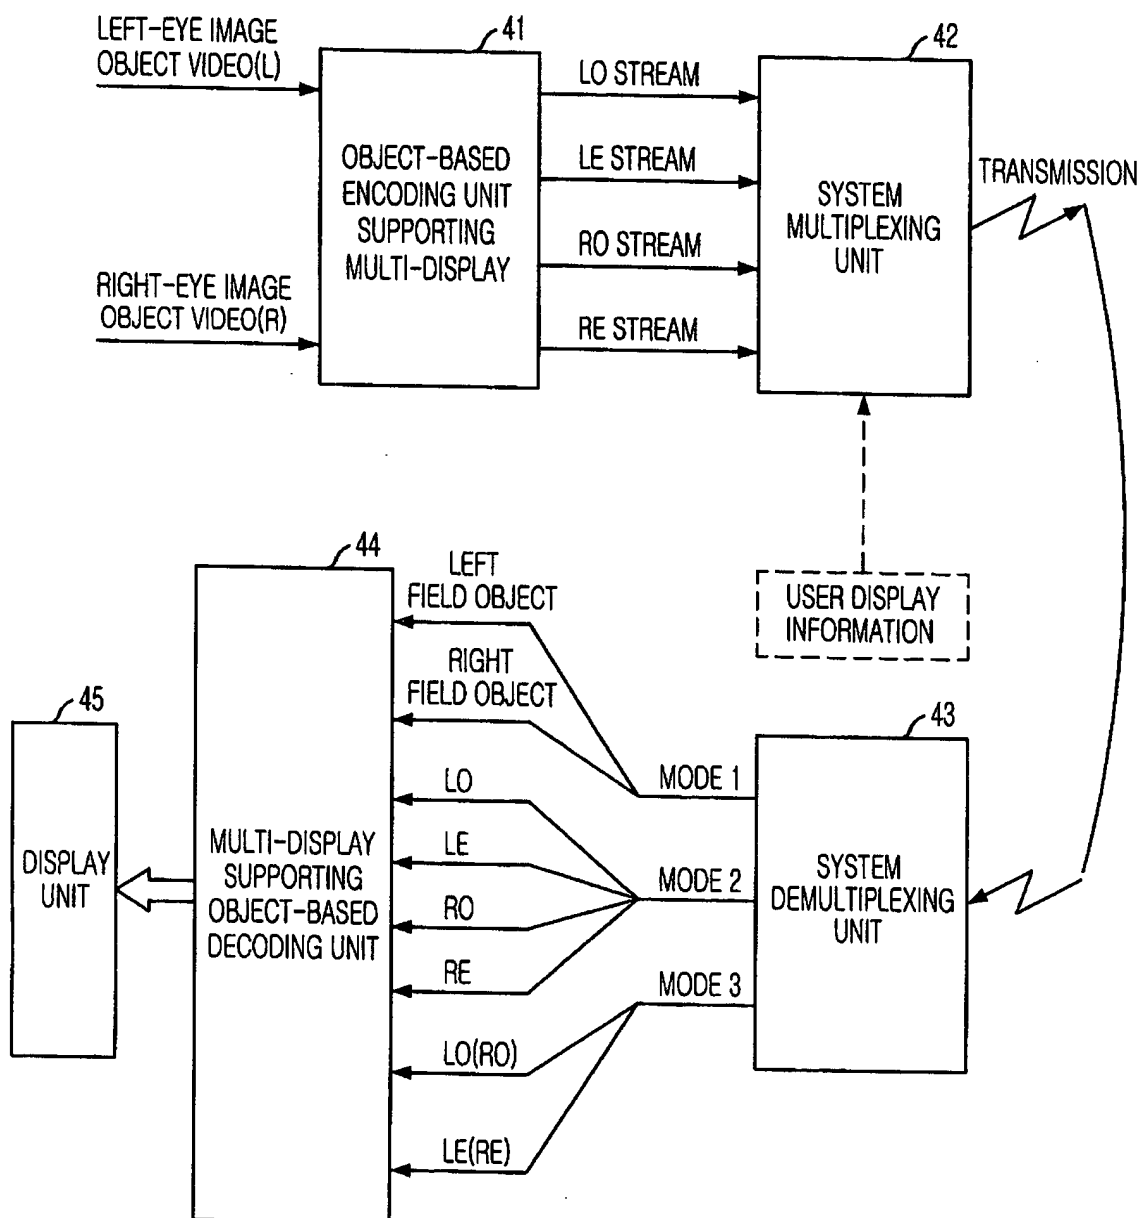 LEFT-EYE IMAGE
OBJECT VIDEO(L)
41
42
LO STREAM
LE STREAM
RO STREAM
RE STREAM
OBJECT-BASED
ENCODING UNIT
SUPPORTING
MULTI-DISPLAY
SYSTEM
MULTIPLEXING
UNIT
TRANSMISSION
RIGHT-EYE IMAGE
OBJECT VIDEO(R)
USER DISPLAY
INFORMATION
44
LEFT
FIELD OBJECT
RIGHT
FIELD OBJECT
45
43
MODE 1
LO
LE
MODE 2
RO
RE
MODE 3
LO(RO)
LE(RE)
DISPLAY
UNIT
MULTI-DISPLAY
SUPPORTING
OBJECT-BASED
DECODING UNIT
SYSTEM
DEMULTIPLEXING
UNIT